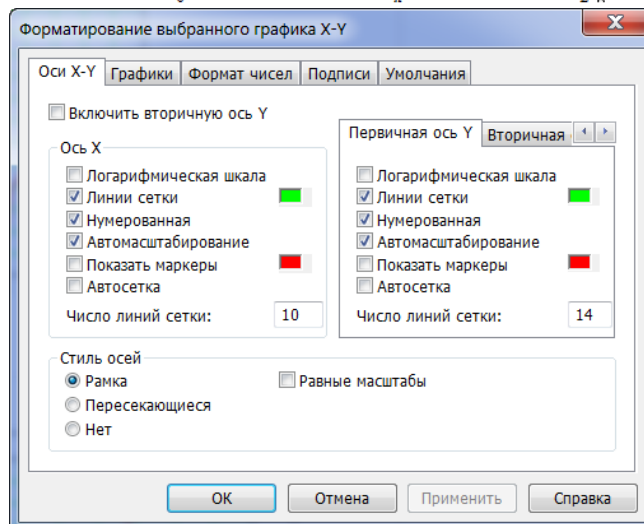 Форматирование выбранного графика X-Y
Оси X-Y Графики Формат чисел Подписи Умолчания
Включить вторичную ось Y
Ось X
Логарифмическая шкала
Линии сетки
Нумерованная
Автомасштабирование
Показать маркеры
Автосетка
Число линий сетки: 10
Первичная ось Y Вторичная
Логарифмическая шкала
Линии сетки
Нумерованная
Автомасштабирование
Показать маркеры
Автосетка
Число линий сетки: 14
Стиль осей
Рамка Равные масштабы
Пересекающиеся
Нет
ОК Отмена Применить Справка